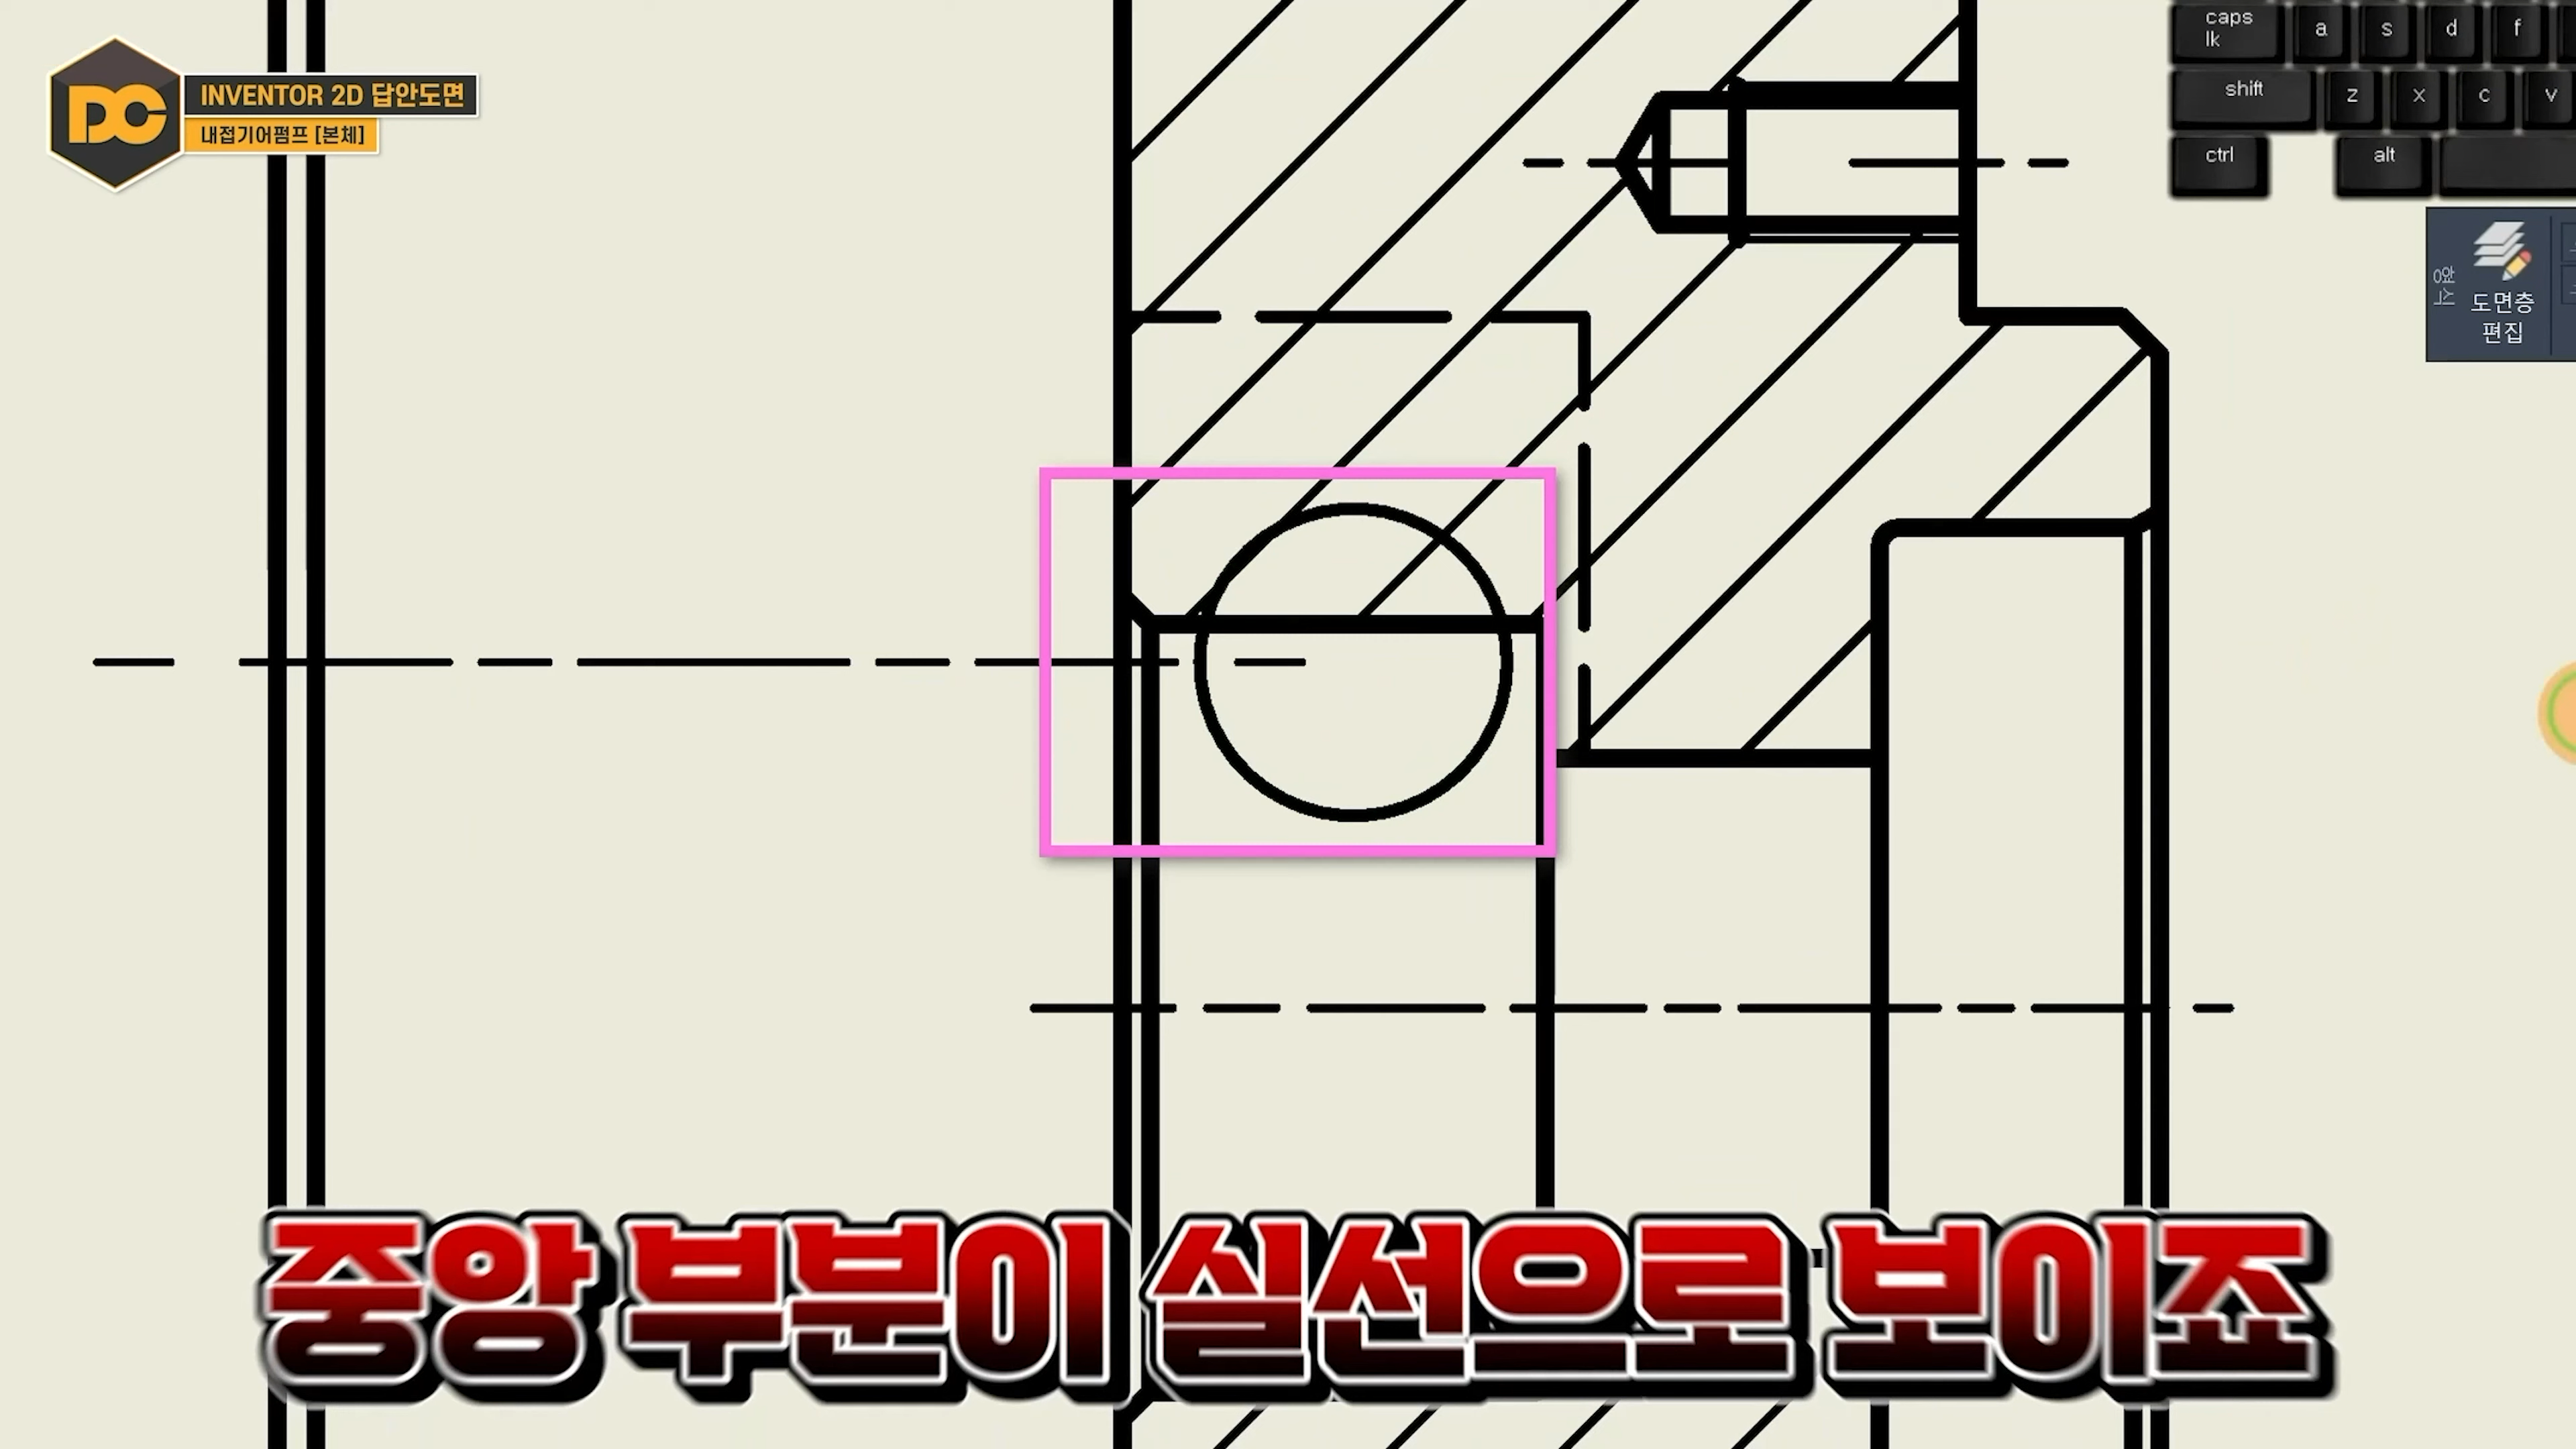 DC
INVENTOR 2D 답안도면
내접기어펌프 [본체]
caps
lk
a
s
d
f
shift
z
x
c
v
ctrl
alt
도면층
편집
중앙 부분이 실선으로 보이죠